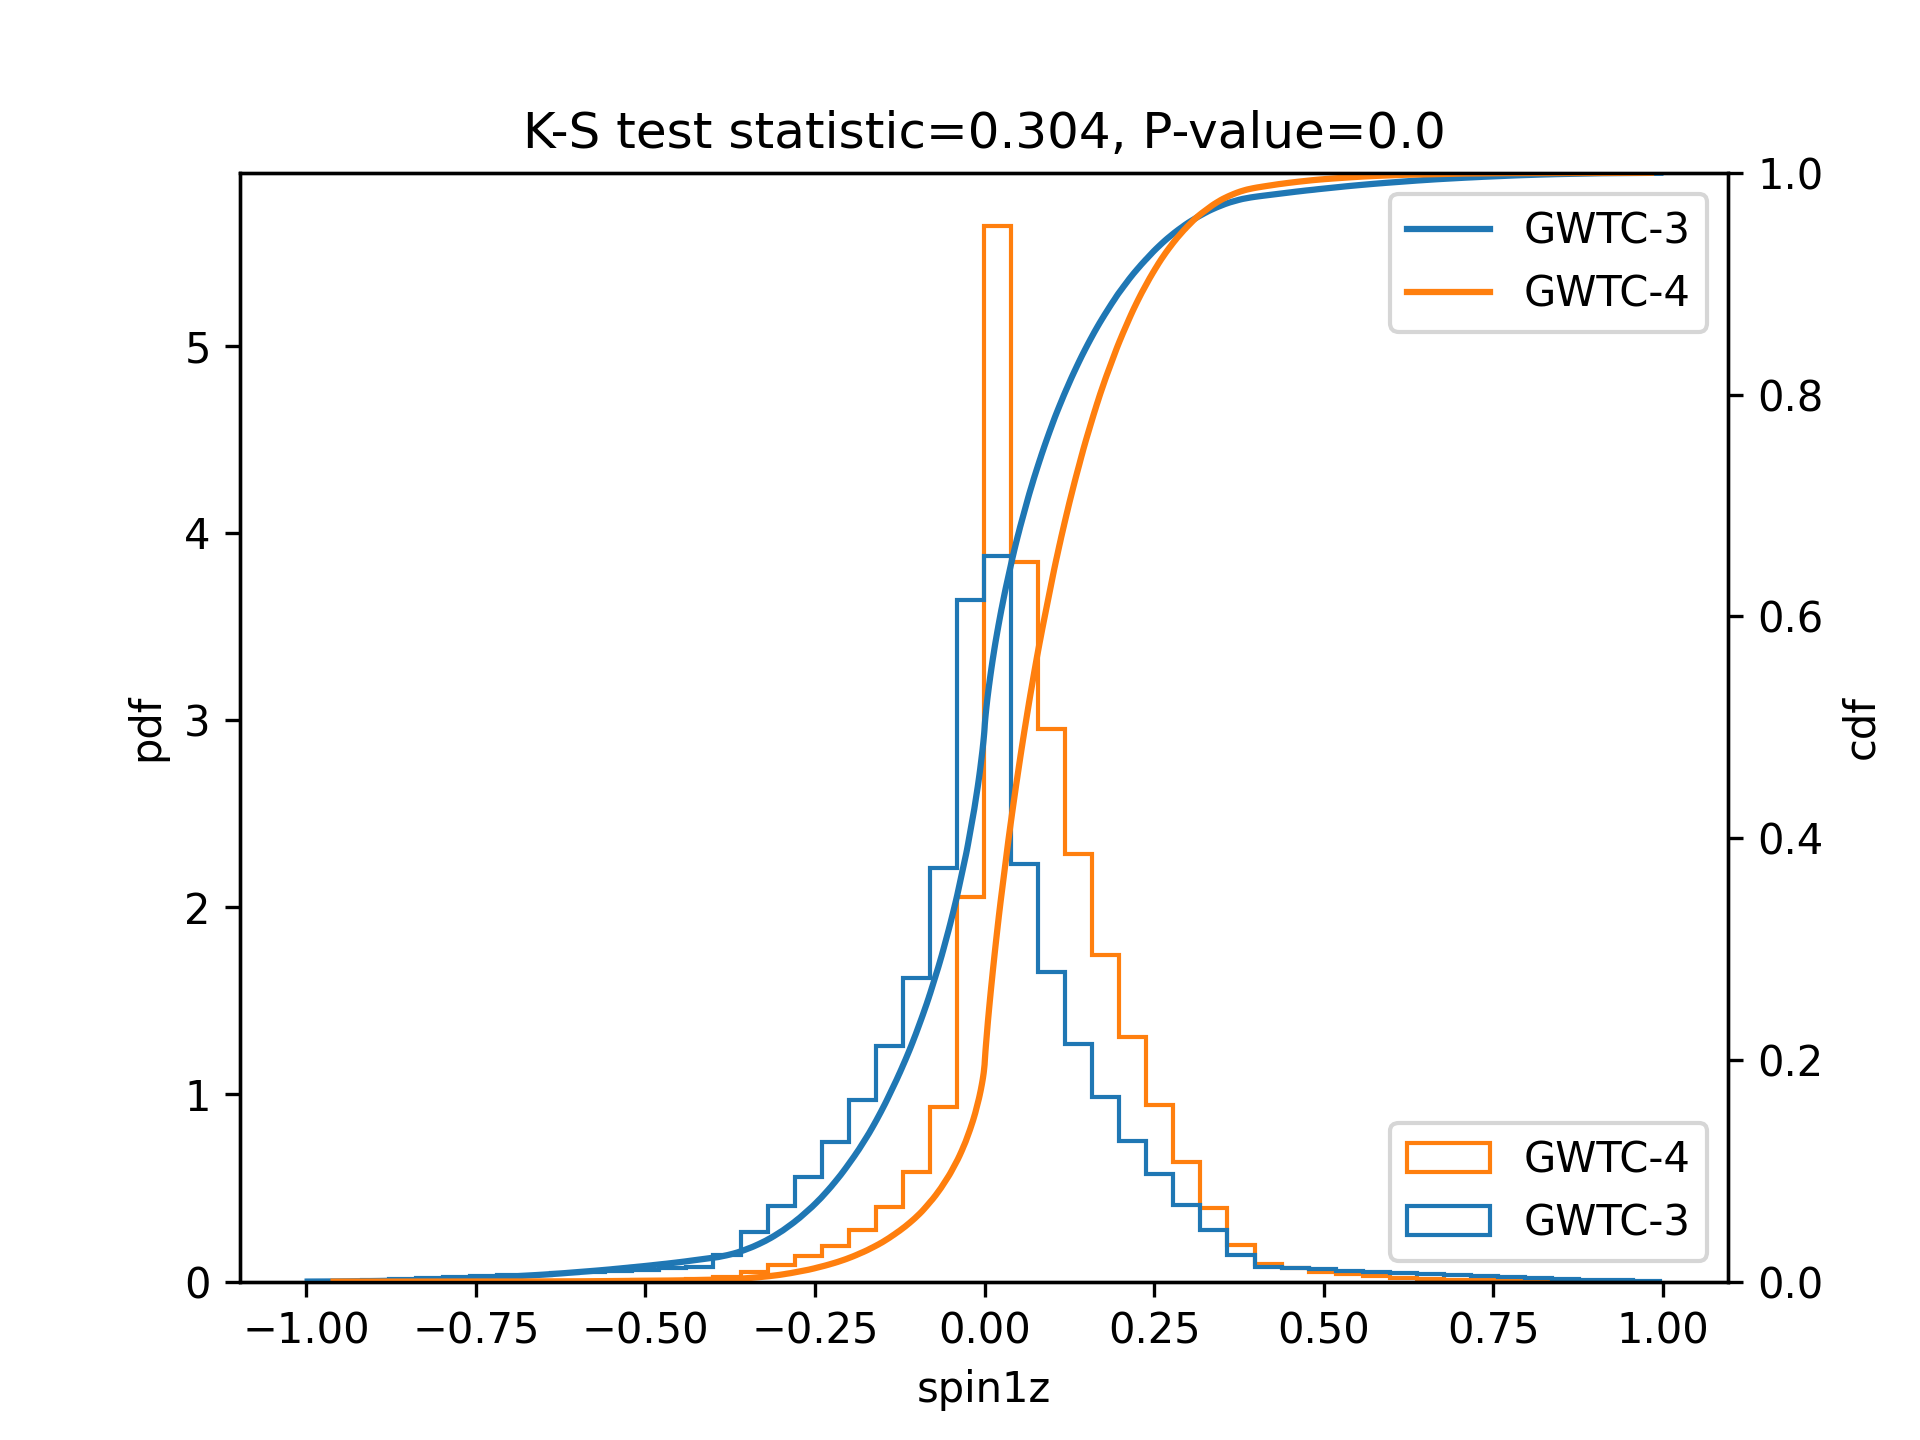 K-S test statistic=0.304, P-value=0.0
GWTC-3
GWTC-4
GWTC-4
GWTC-3
pdf
0
1
2
3
4
5
cdf
0.0
0.2
0.4
0.6
0.8
1.0
−1.00 −0.75 −0.50 −0.25 0.00 0.25 0.50 0.75 1.00
spin1z